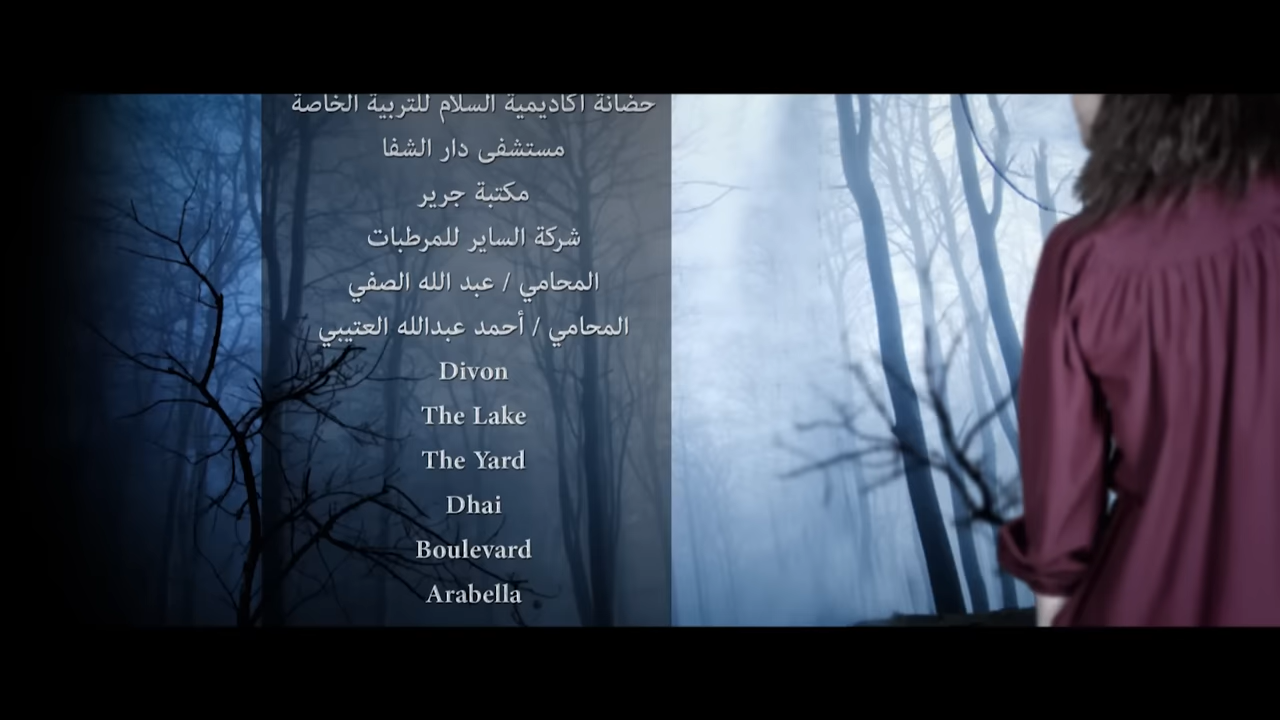 حضانة أكاديمية السلام للتربية الخاصة
مستشفى دار الشفا
مكتبة جرير
شركة الساير للمرطبات
المحامي / عبد الله الصفي
المحامي / أحمد عبدالله العتيبي
Divon
The Lake
The Yard
Dhai
Boulevard
Arabella